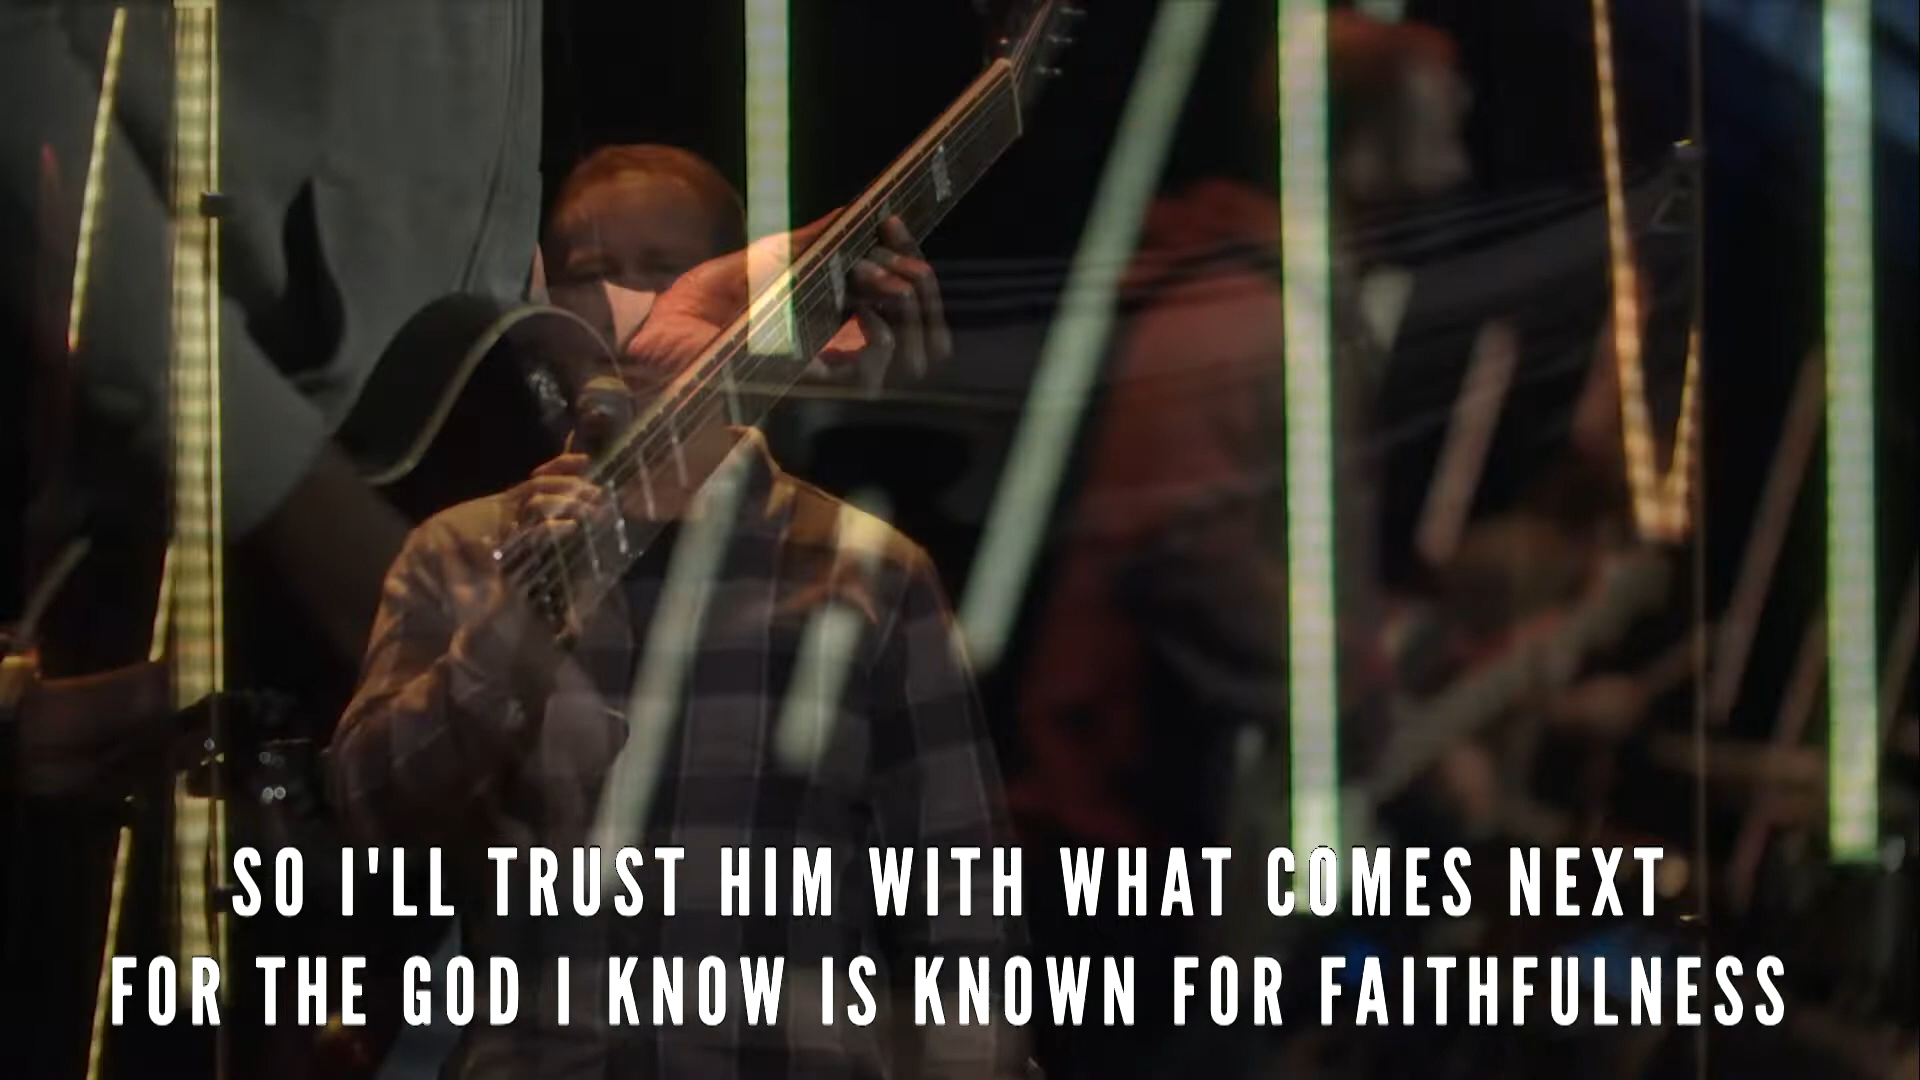 SO I'LL TRUST HIM WITH WHAT COMES NEXT
FOR THE GOD I KNOW IS KNOWN FOR FAITHFULNESS